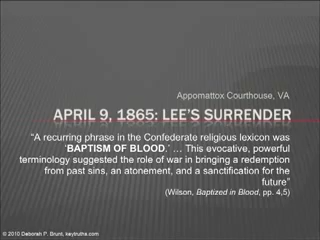 Appomattox Courthouse, VA
APRIL 9, 1865: LEE'S SURRENDER
“A recurring phrase in the Confederate religious lexicon was
‘BAPTISM OF BLOOD.’ … This evocative, powerful
terminology suggested the role of war in bringing a redemption
from past sins, an atonement, and a sanctification for the
future”
(Wilson, Baptized in Blood, pp. 4,5)
© 2010 Deborah P. Brunt, keytruths.com